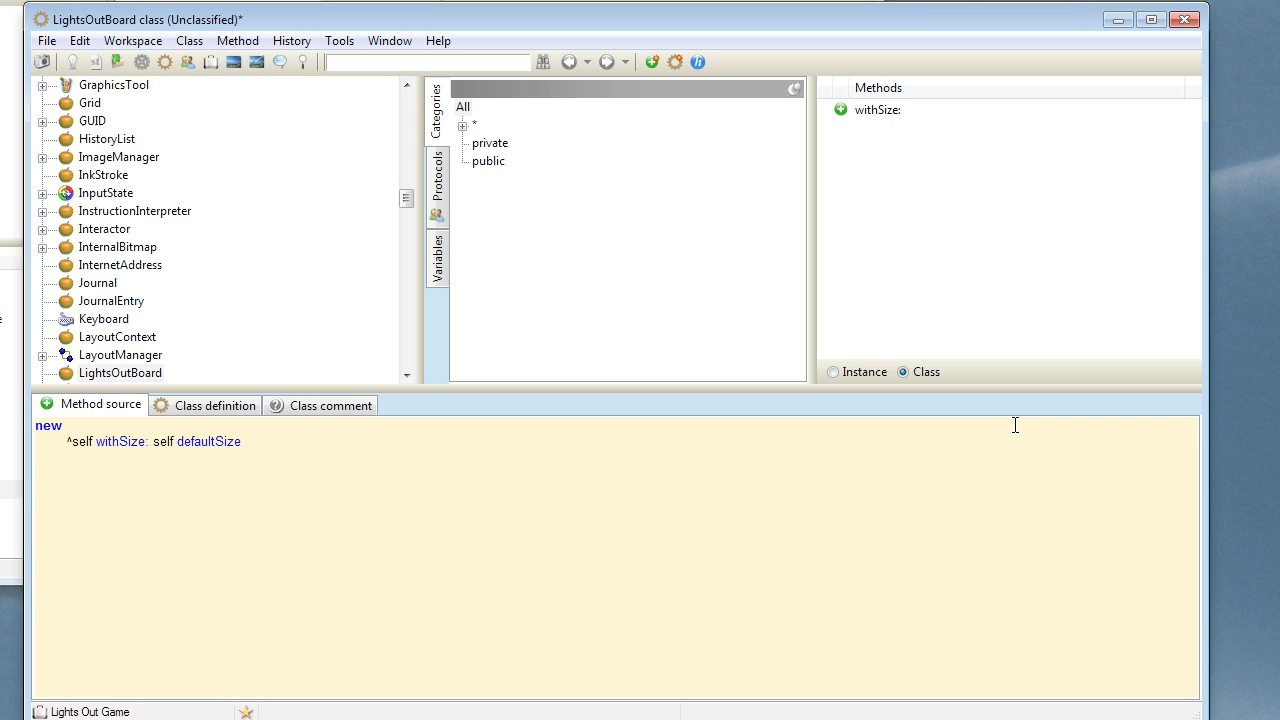 LightsOutBoard class (Unclassified)*
File Edit Workspace Class Method History Tools Window Help
GraphicsTool
Grid
GUID
HistoryList
ImageManager
InkStroke
InputState
InstructionInterpreter
Interactor
InternalBitmap
InternetAddress
Journal
JournalEntry
Keyboard
LayoutContext
LayoutManager
LightsOutBoard
Categories
Protocols
Variables
All
*
private
public
Methods
withSize:
Instance Class
Method source Class definition Class comment
new
^self withSize: self defaultSize
Lights Out Game